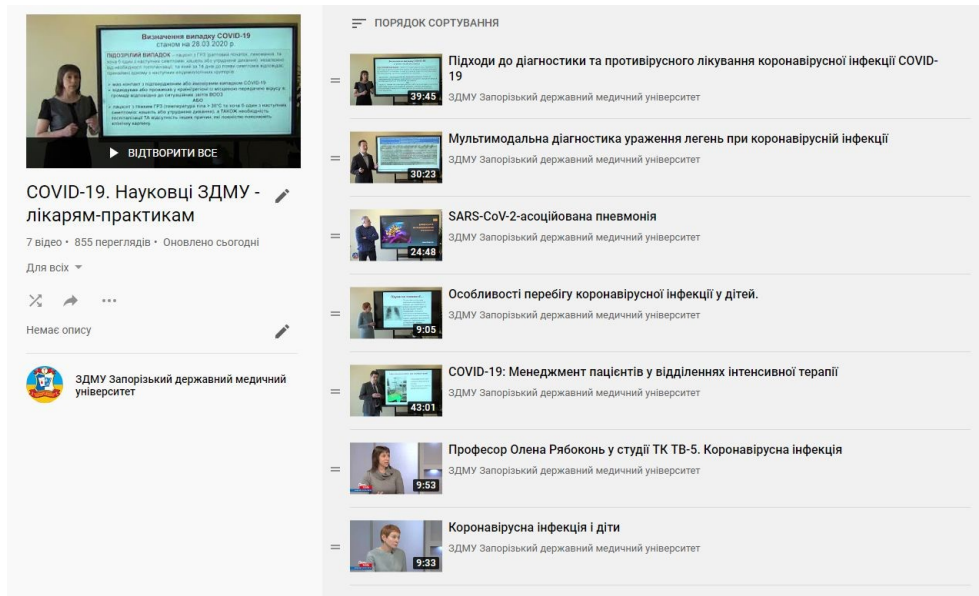 Визначення випадку COVID-19
станом на 28.03.2020 р.
ПІДОЗРІЛИЙ ВИПАДОК
АБО
ВІДТВОРИТИ ВСЕ
COVID-19. Науковці ЗДМУ -
лікарям-практикам
7 відео • 855 переглядів • Оновлено сьогодні
Для всіх
Немає опису
ЗДМУ Запорізький державний медичний
університет
ПОРЯДОК СОРТУВАННЯ
Підходи до діагностики та противірусного лікування коронавірусної інфекції COVID-
19
ЗДМУ Запорізький державний медичний університет
39:45
Мультимодальна діагностика ураження легень при коронавірусній інфекції
ЗДМУ Запорізький державний медичний університет
30:23
SARS-CoV-2-асоційована пневмонія
ЗДМУ Запорізький державний медичний університет
24:48
Особливості перебігу коронавірусної інфекції у дітей.
ЗДМУ Запорізький державний медичний університет
9:05
COVID-19: Менеджмент пацієнтів у відділеннях інтенсивної терапії
ЗДМУ Запорізький державний медичний університет
43:01
Професор Олена Рябоконь у студії ТК ТВ-5. Коронавірусна інфекція
ЗДМУ Запорізький державний медичний університет
9:53
Коронавірусна інфекція і діти
ЗДМУ Запорізький державний медичний університет
9:33